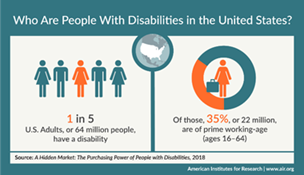 Who Are People With Disabilities in the United States?
1 in 5
U.S. Adults, or 64 million people,
have a disability
Of those, 35%, or 22 million,
are of prime working-age
(ages 16–64)
Source: A Hidden Market: The Purchasing Power of People with Disabilities, 2018
American Institutes for Research | www.air.org